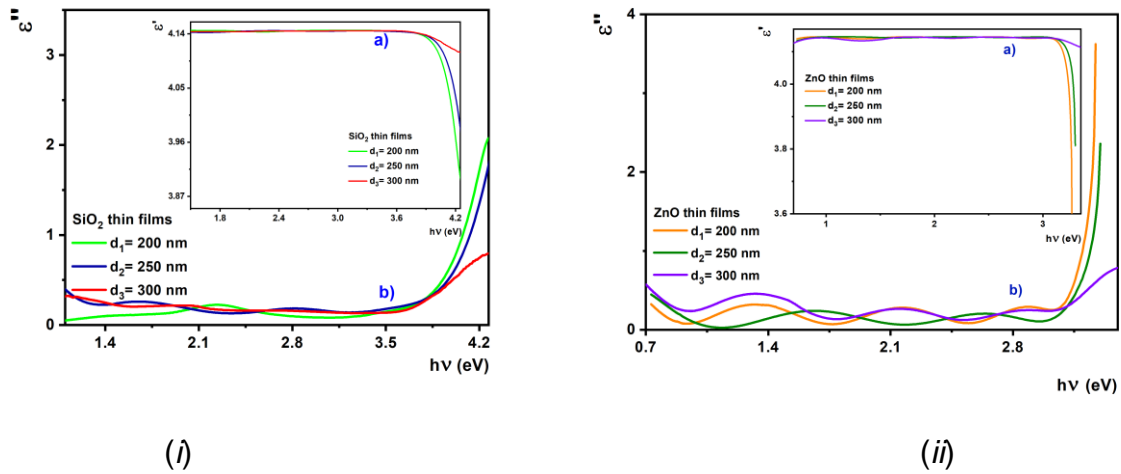 ε''
3
2
1
0
1.4
2.1
2.8
3.5
4.2
hν (eV)
SiO₂ thin films
d₁= 200 nm
d₂= 250 nm
d₃= 300 nm
b)
ε'
4.14
4.05
3.96
3.87
1.8
2.4
3.0
3.6
4.2
hν (eV)
a)
SiO₂ thin films
d₁= 200 nm
d₂= 250 nm
d₃= 300 nm
(i)
ε''
4
2
0
0.7
1.4
2.1
2.8
hν (eV)
ZnO thin films
d₁= 200 nm
d₂= 250 nm
d₃= 300 nm
b)
ε'
4.0
3.8
3.6
1
2
3
hν (eV)
a)
ZnO thin films
d₁= 200 nm
d₂= 250 nm
d₃= 300 nm
(ii)